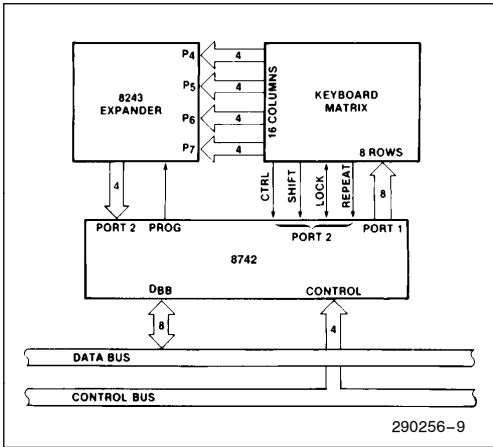 8243
EXPANDER
P4
4
P5
4
P6
4
P7
4
16 COLUMNS
KEYBOARD
MATRIX
8 ROWS
4
CTRL
SHIFT
LOCK
REPEAT
8
PORT 2
PROG
PORT 2
PORT 1
8742
DBB
CONTROL
8
4
DATA BUS
CONTROL BUS
290256–9